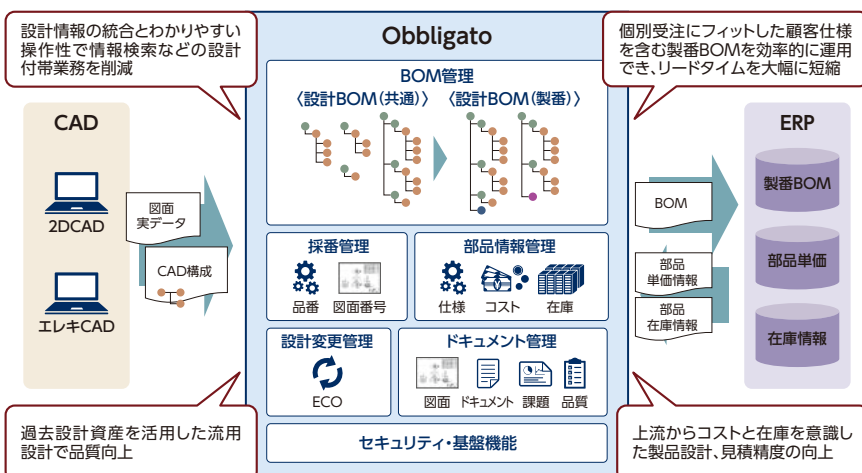 設計情報の統合とわかりやすい
操作性で情報検索などの設計
付帯業務を削減
Obbligato
個別受注にフィットした顧客仕様
を含む製番BOMを効率的に運用
でき、リードタイムを大幅に短縮
BOM管理
〈設計BOM(共通)〉
〈設計BOM(製番)〉
CAD
2DCAD
エレキCAD
図面
実データ
CAD構成
採番管理
品番
図面番号
部品情報管理
仕様
コスト
在庫
設計変更管理
ECO
ドキュメント管理
図面
ドキュメント
課題
品質
セキュリティ・基盤機能
BOM
部品
単価情報
部品
在庫情報
ERP
製番BOM
部品単価
在庫情報
過去設計資産を活用した流用
設計で品質向上
上流からコストと在庫を意識し
た製品設計、見積精度の向上